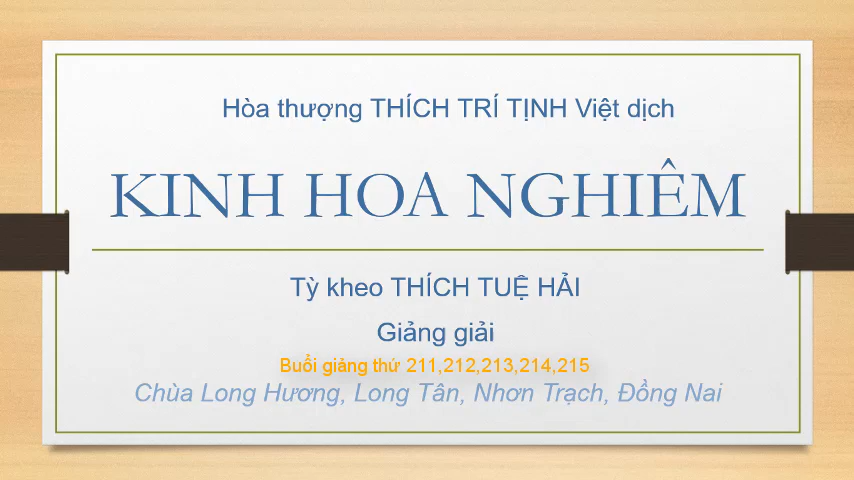 Hòa thượng THÍCH TRÍ TỊNH Việt dịch
KINH HOA NGHIÊM
Tỳ kheo THÍCH TUỆ HẢI
Giảng giải
Buổi giảng thứ 211,212,213,214,215
Chùa Long Hương, Long Tân, Nhơn Trạch, Đồng Nai